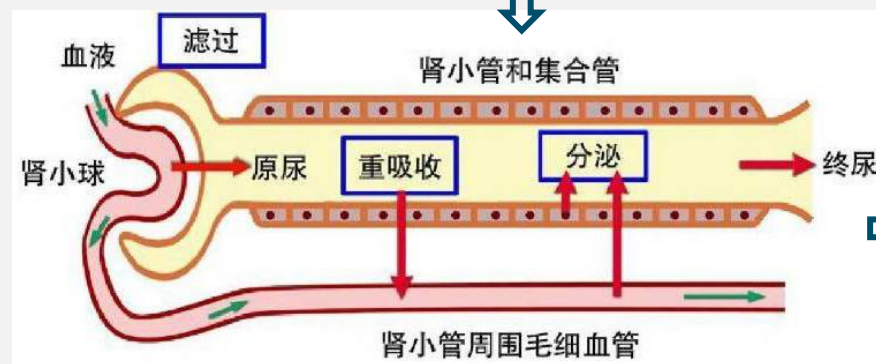 滤过
血液
肾小管和集合管
肾小球
原尿
重吸收
分泌
终尿
肾小管周围毛细血管